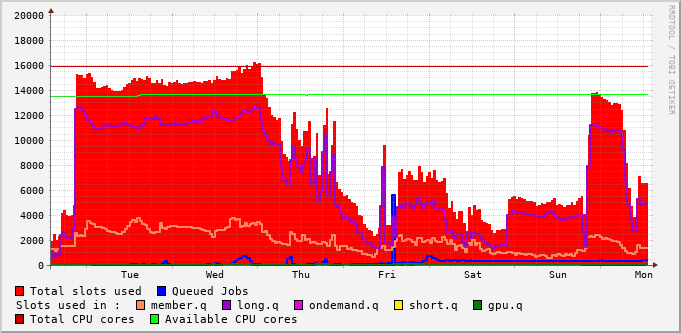 20000
18000
16000
14000
12000
10000
8000
6000
4000
2000
0
Tue Wed Thu Fri Sat Sun Mon
RRDTOOL / TOBI OETIKER
Total slots used Queued Jobs
Slots used in : member.q long.q ondemand.q short.q gpu.q
Total CPU cores Available CPU cores